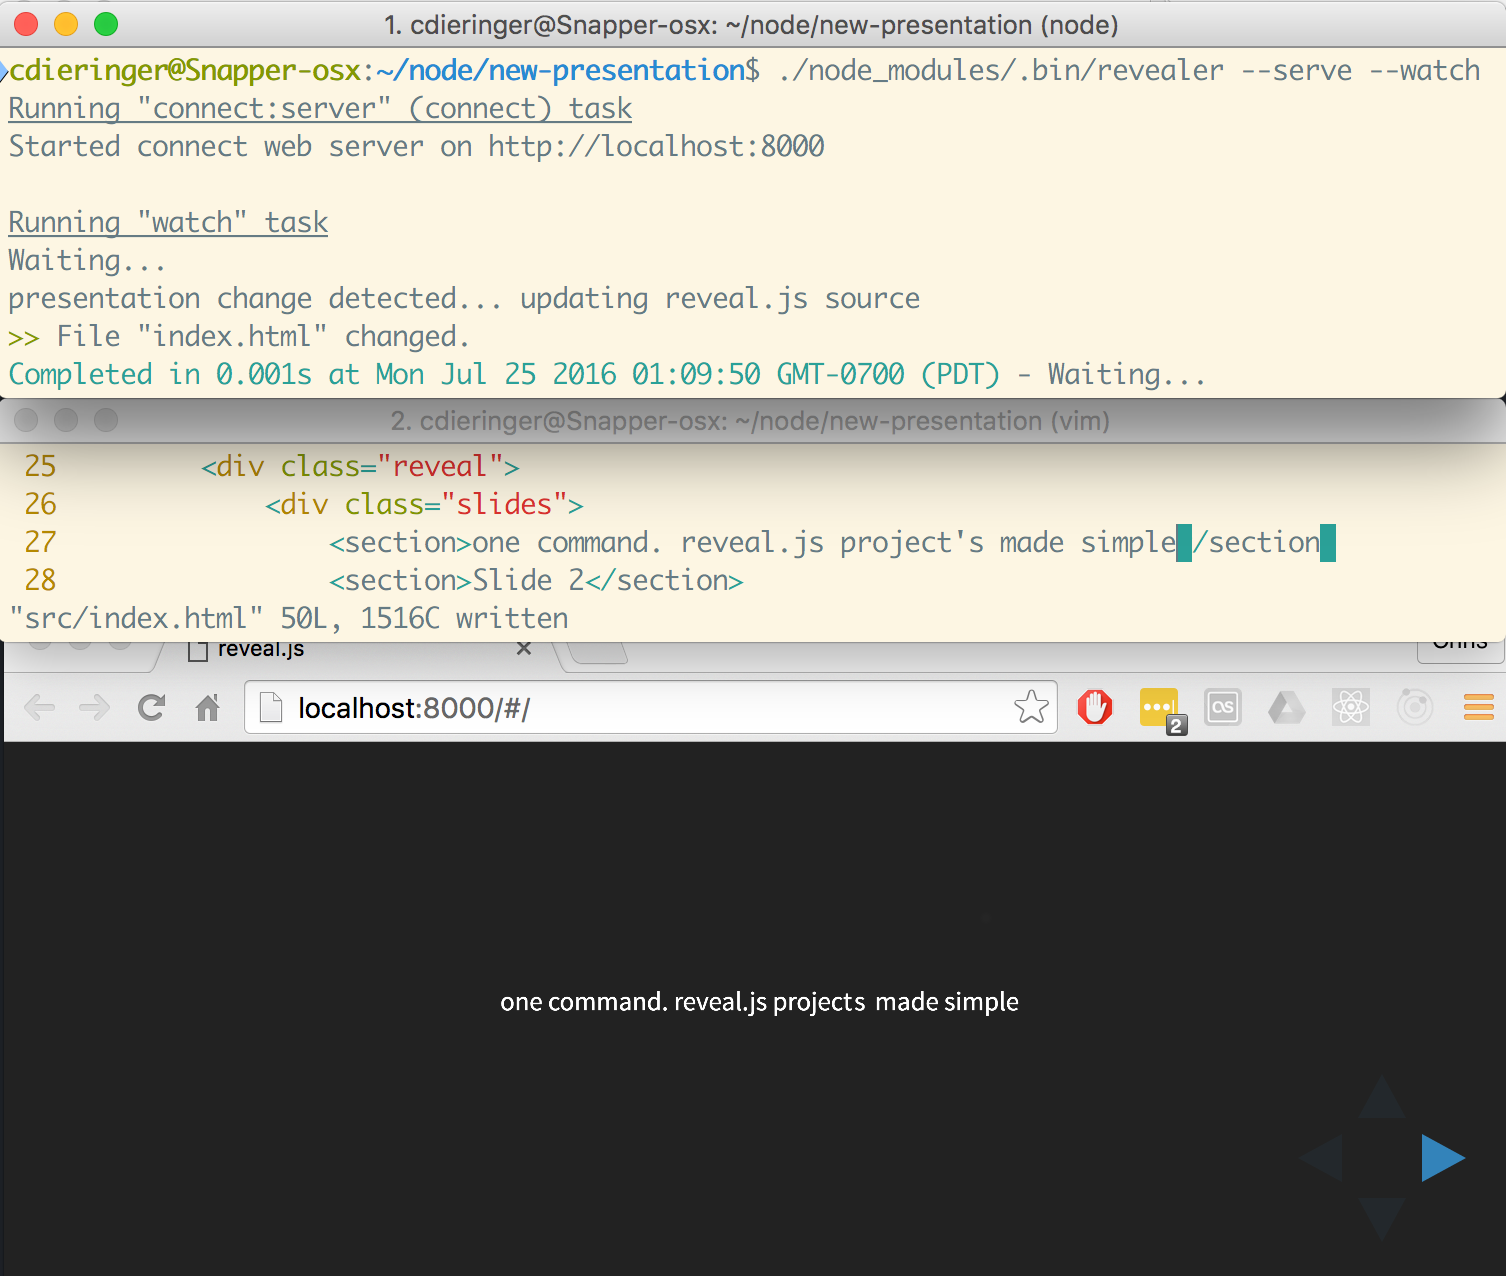 1. cdieringer@Snapper-osx: ~/node/new-presentation (node)
cdieringer@Snapper-osx:~/node/new-presentation$ ./node_modules/.bin/revealer --serve --watch
Running "connect:server" (connect) task
Started connect web server on http://localhost:8000
Running "watch" task
Waiting...
presentation change detected... updating reveal.js source
>> File "index.html" changed.
Completed in 0.001s at Mon Jul 25 2016 01:09:50 GMT-0700 (PDT) - Waiting...
2. cdieringer@Snapper-osx: ~/node/new-presentation (vim)
25 <div class="reveal">
26 <div class="slides">
27 <section>one command. reveal.js project's made simple /section
28 <section>Slide 2</section>
"src/index.html" 50L, 1516C written
reveal.js
Chris
localhost:8000/#/
2
one command. reveal.js projects made simple